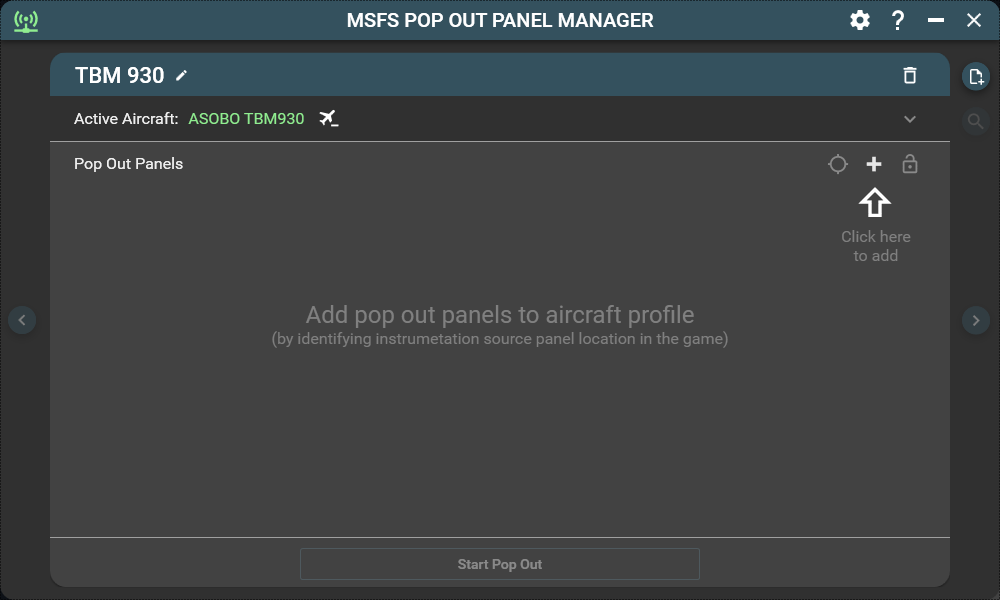 MSFS POP OUT PANEL MANAGER
TBM 930
Active Aircraft: ASOBO TBM930
Pop Out Panels
Click here
to add
Add pop out panels to aircraft profile
(by identifying instrumetation source panel location in the game)
Start Pop Out